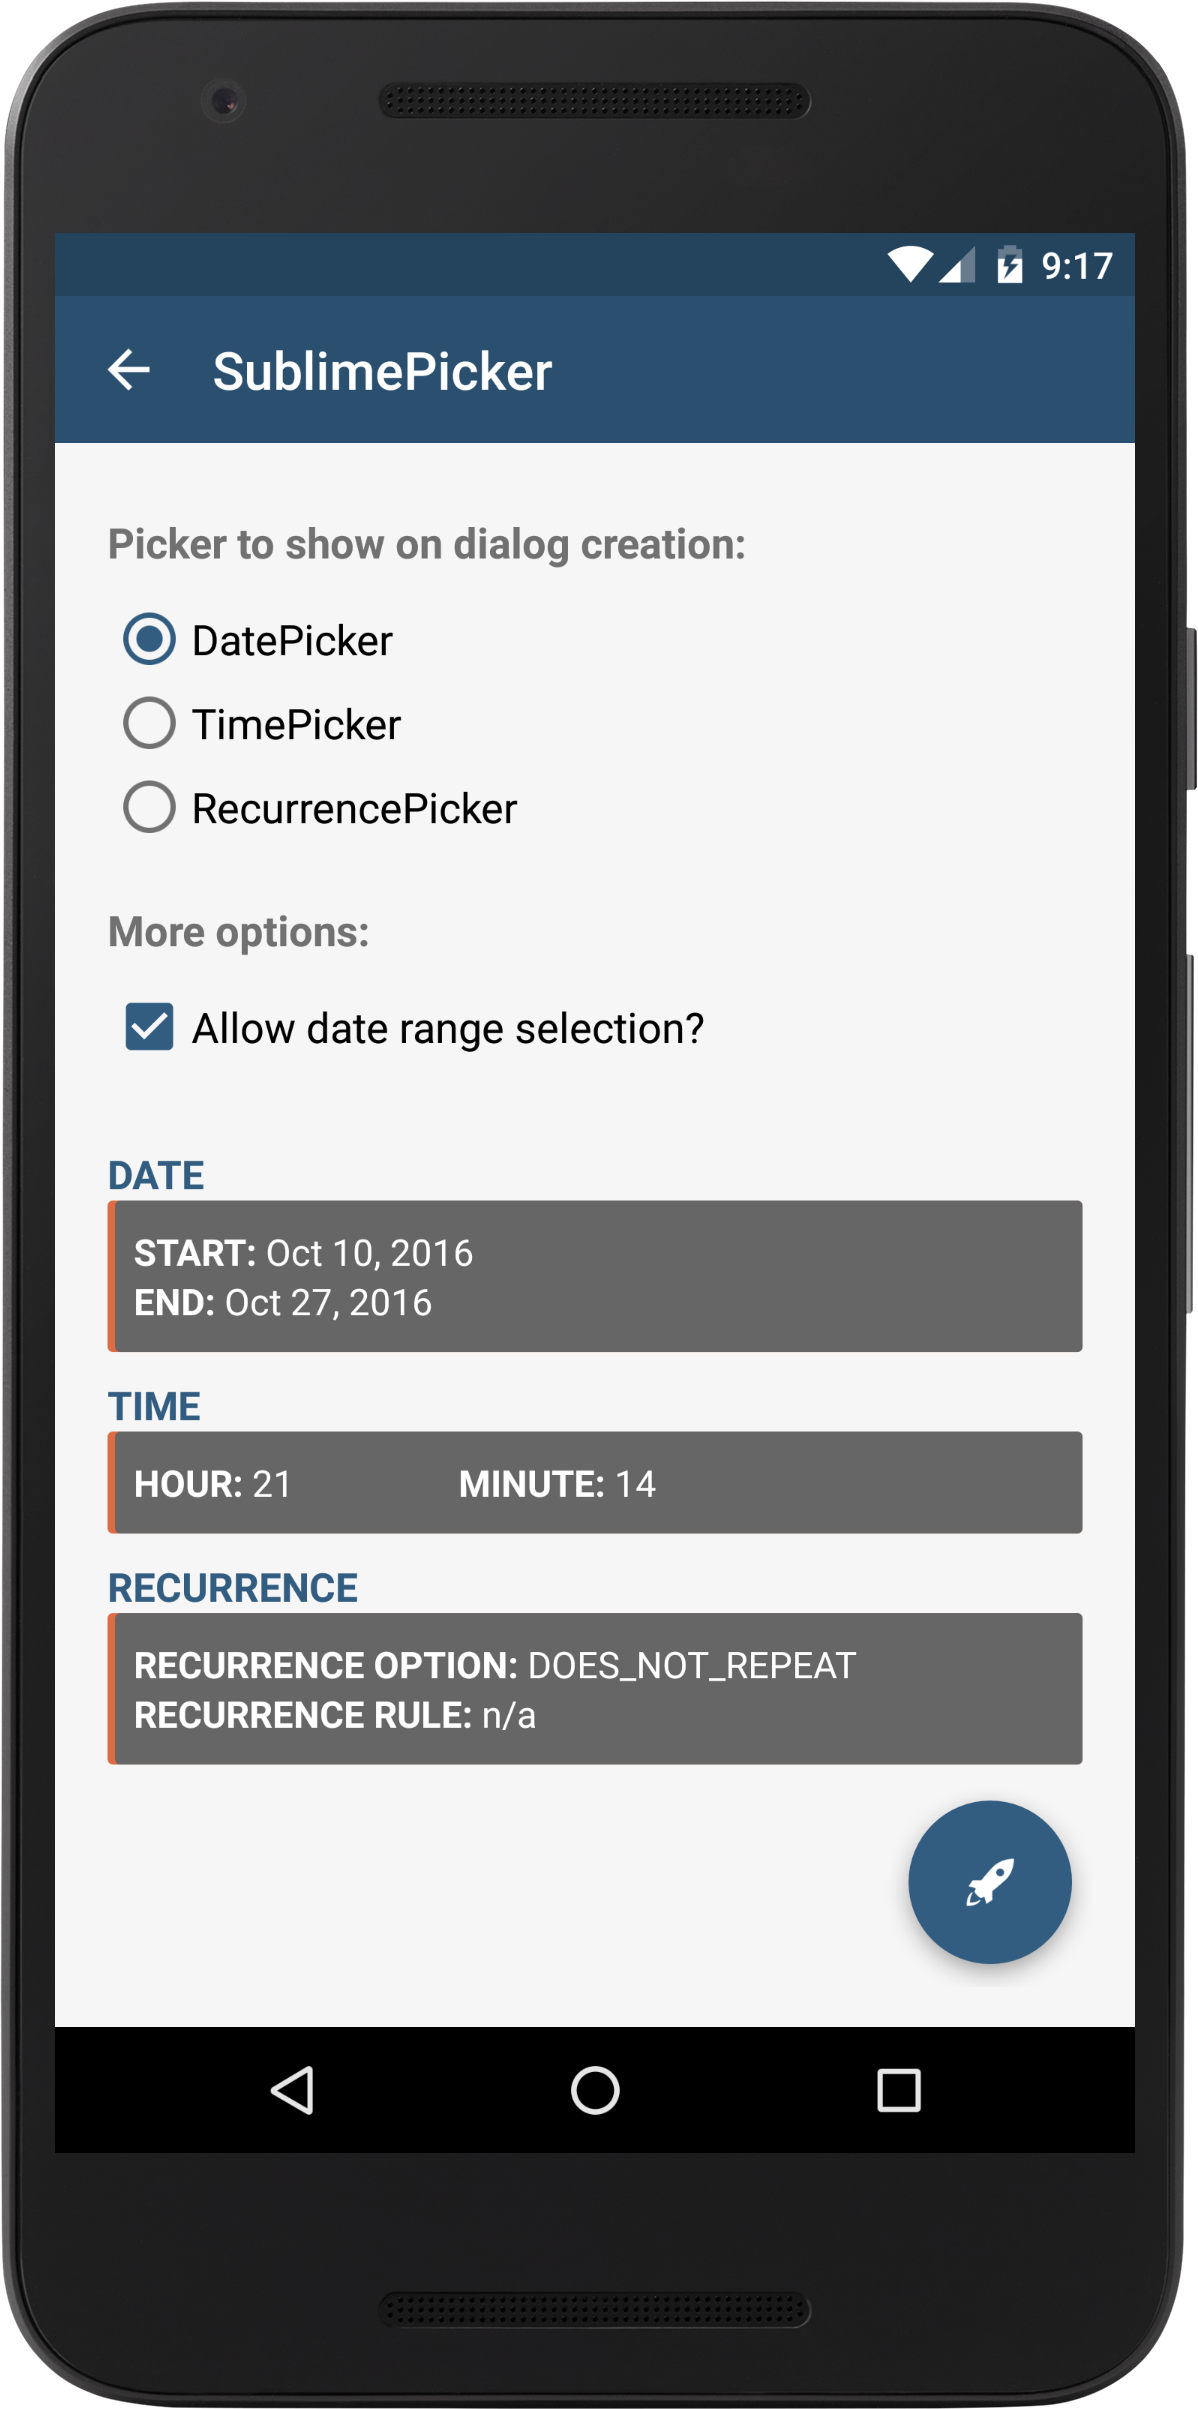 9:17
SublimePicker
Picker to show on dialog creation:
DatePicker
TimePicker
RecurrencePicker
More options:
Allow date range selection?
DATE
START: Oct 10, 2016
END: Oct 27, 2016
TIME
HOUR: 21 MINUTE: 14
RECURRENCE
RECURRENCE OPTION: DOES_NOT_REPEAT
RECURRENCE RULE: n/a